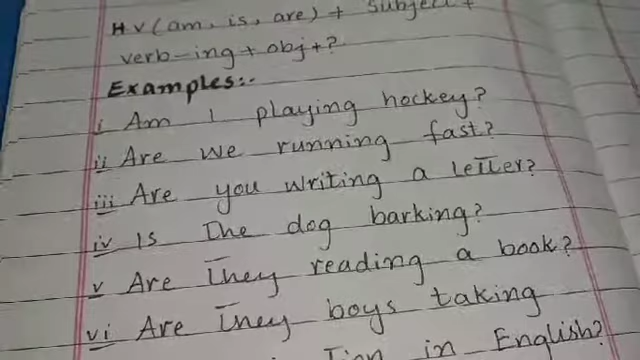 HV (am, is, are) + Subject +
verb-ing + obj + ?
Examples:-
i Am I playing hockey?
ii Are we running fast?
iii Are you writing a letter?
iv Is The dog barking?
v Are They reading a book?
vi Are They boys taking
in English?